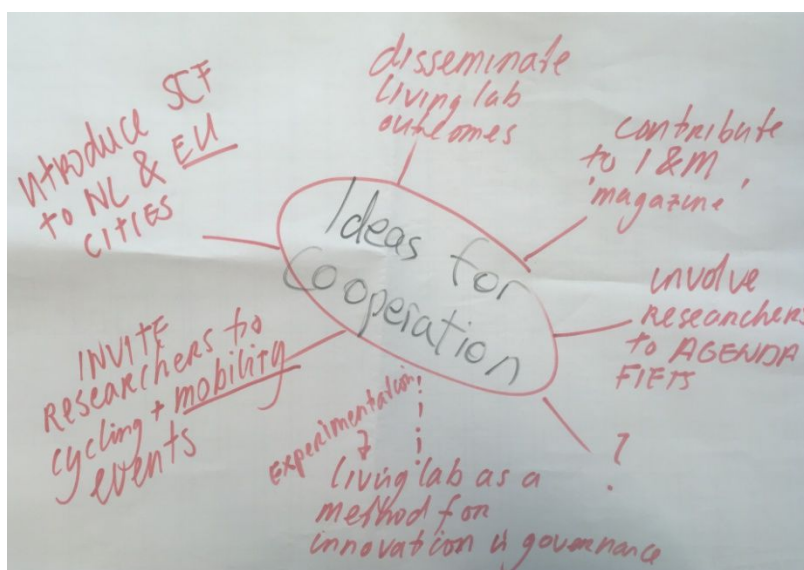 Ideas for
cooperation
disseminate
living lab
outcomes
contribute
to I & M
'magazine'
involve
researchers
to AGENDA
FIETS
?
Experimentation
living lab as a
method for
innovation in governance
INVITE
Researchers to
cycling + mobility
events
introduce SCF
to NL & EU
CITIES